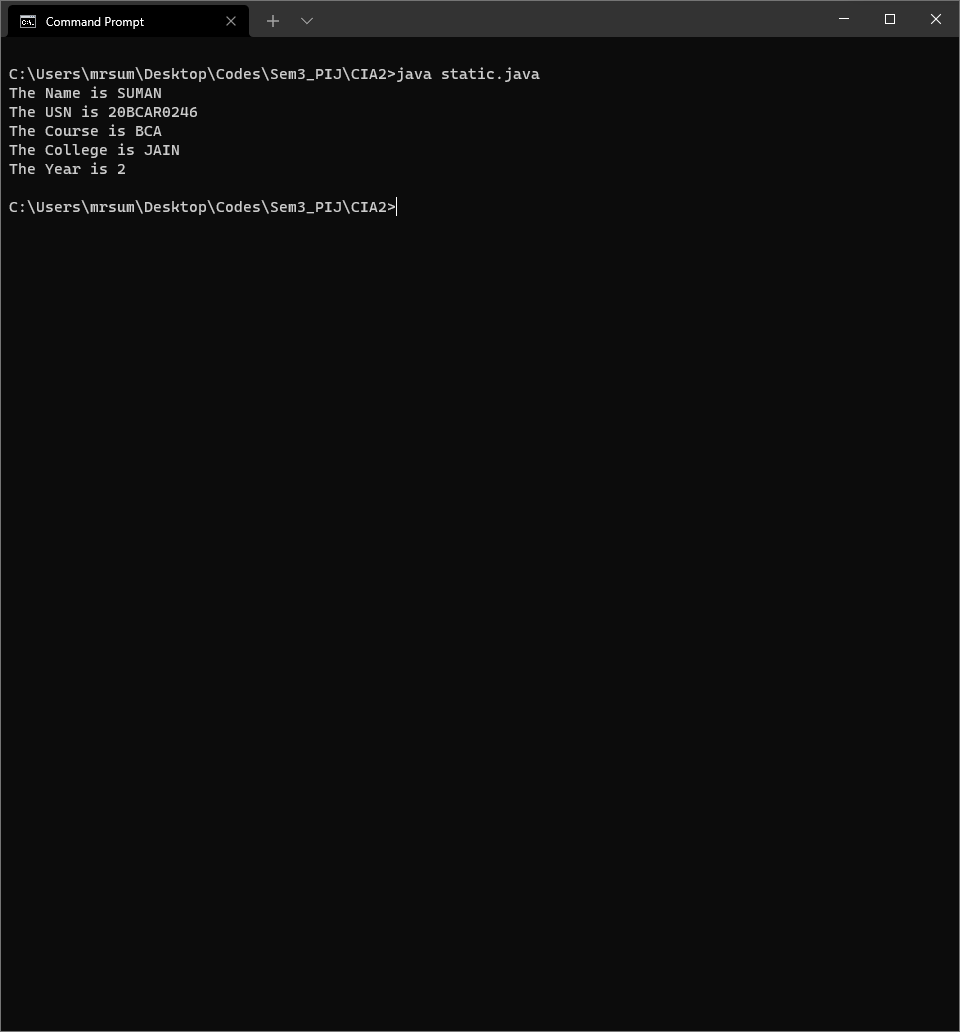 Command Prompt
C:\Users\mrsum\Desktop\Codes\Sem3_PIJ\CIA2>java static.java
The Name is SUMAN
The USN is 20BCAR0246
The Course is BCA
The College is JAIN
The Year is 2
C:\Users\mrsum\Desktop\Codes\Sem3_PIJ\CIA2>